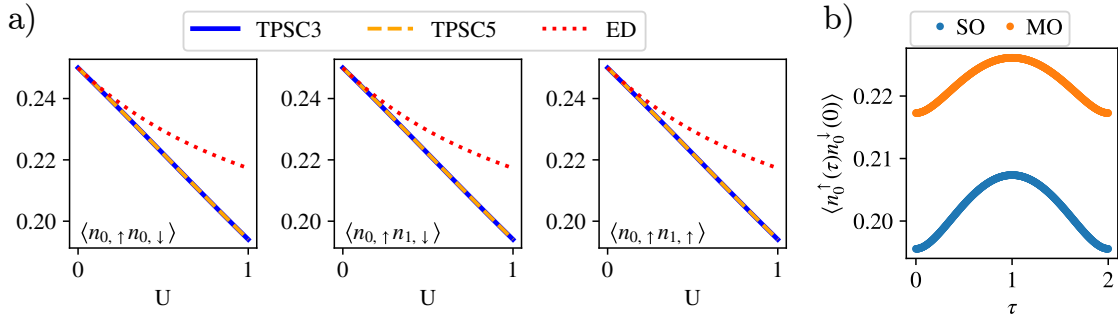 a)
TPSC3 TPSC5 ED
0.24
0.22
0.20
⟨n0,↑n0,↓⟩
0 1
U
0.24
0.22
0.20
⟨n0,↑n1,↓⟩
0 1
U
0.24
0.22
0.20
⟨n0,↑n1,↑⟩
0 1
U
b)
SO MO
⟨n₀↑(τ)n₀↓(0)⟩
0.22
0.21
0.20
0 1 2
τ